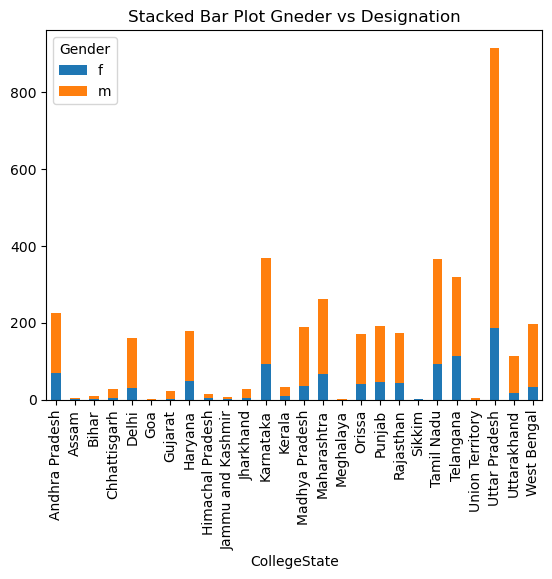 Stacked Bar Plot Gneder vs Designation
Gender
f
m
800
600
400
200
0
Andhra Pradesh
Assam
Bihar
Chhattisgarh
Delhi
Goa
Gujarat
Haryana
Himachal Pradesh
Jammu and Kashmir
Jharkhand
Karnataka
Kerala
Madhya Pradesh
Maharashtra
Meghalaya
Orissa
Punjab
Rajasthan
Sikkim
Tamil Nadu
Telangana
Union Territory
Uttar Pradesh
Uttarakhand
West Bengal
CollegeState